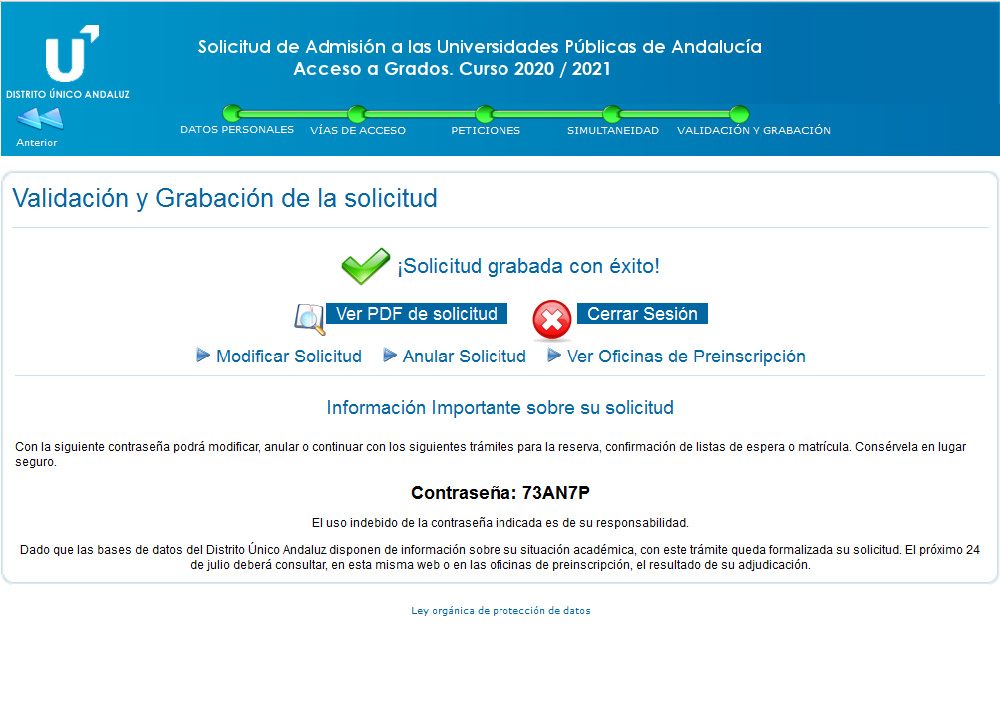 Solicitud de Admisión a las Universidades Públicas de Andalucía
Acceso a Grados. Curso 2020 / 2021
U
DISTRITO ÚNICO ANDALUZ
Anterior
DATOS PERSONALES VÍAS DE ACCESO PETICIONES SIMULTANEIDAD VALIDACIÓN Y GRABACIÓN
Validación y Grabación de la solicitud
¡Solicitud grabada con éxito!
Ver PDF de solicitud Cerrar Sesión
Modificar Solicitud Anular Solicitud Ver Oficinas de Preinscripción
Información Importante sobre su solicitud
Con la siguiente contraseña podrá modificar, anular o continuar con los siguientes trámites para la reserva, confirmación de listas de espera o matrícula. Consérvela en lugar
seguro.
Contraseña: 73AN7P
El uso indebido de la contraseña indicada es de su responsabilidad.
Dado que las bases de datos del Distrito Único Andaluz disponen de información sobre su situación académica, con este trámite queda formalizada su solicitud. El próximo 24
de julio deberá consultar, en esta misma web o en las oficinas de preinscripción, el resultado de su adjudicación.
Ley orgánica de protección de datos